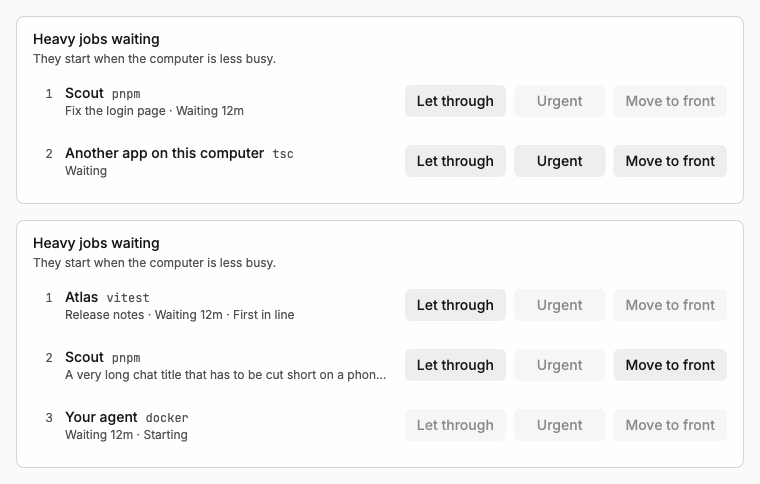 Heavy jobs waiting
They start when the computer is less busy.
1 Scout pnpm Let through Urgent Move to front
Fix the login page · Waiting 12m
2 Another app on this computer tsc Let through Urgent Move to front
Waiting
Heavy jobs waiting
They start when the computer is less busy.
1 Atlas vitest Let through Urgent Move to front
Release notes · Waiting 12m · First in line
2 Scout pnpm Let through Urgent Move to front
A very long chat title that has to be cut short on a phon...
3 Your agent docker Let through Urgent Move to front
Waiting 12m · Starting